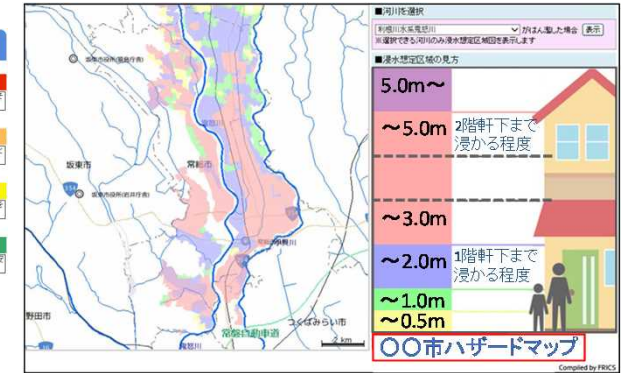 ■河川を選択
利根川水系鬼怒川
がはん濫した場合
表示
※選択できる河川のみ浸水想定区域図を表示します
■浸水想定区域の見方
5.0m～
～5.0m
2階軒下まで
浸かる程度
～3.0m
～2.0m
1階軒下まで
浸かる程度
～1.0m
～0.5m
〇〇市ハザードマップ
Compiled by FRICS
坂東市
常総市
354
野田市
つくばみらい市
常磐自動車道
鬼怒川
2 km